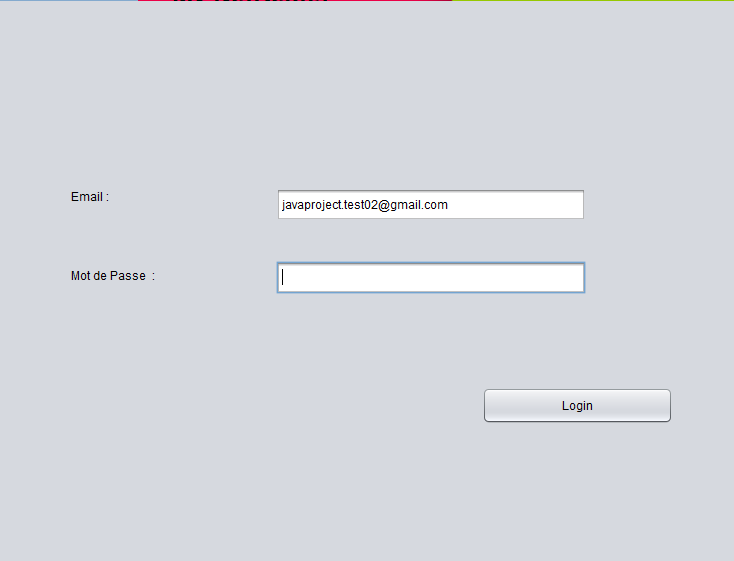 Email :
javaproject.test02@gmail.com
Mot de Passe :
Login